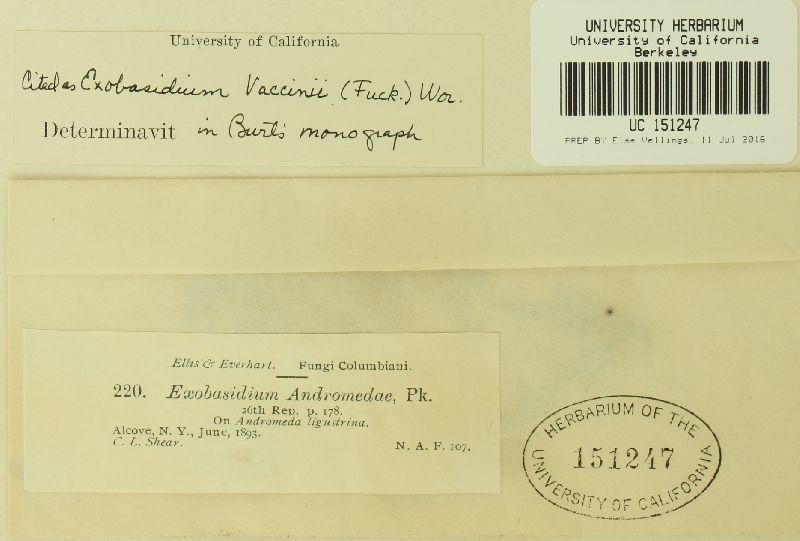 University of California
Cited as Exobasidium Vaccinii (Fuck.) Wor.
Determinavit in Burt's monograph
UNIVERSITY HERBARIUM
University of California
Berkeley
UC 151247
PREP BY Else Vellinga, 11 Jul 2016
Ellis & Everhart. Fungi Columbiani.
220. Exobasidium Andromedae, Pk.
26th Rep. p. 178.
On Andromeda ligustrina.
Alcove, N. Y., June, 1893.
C. L. Shear.
N. A. F. 107.
HERBARIUM OF THE
151247
UNIVERSITY OF CALIFORNIA